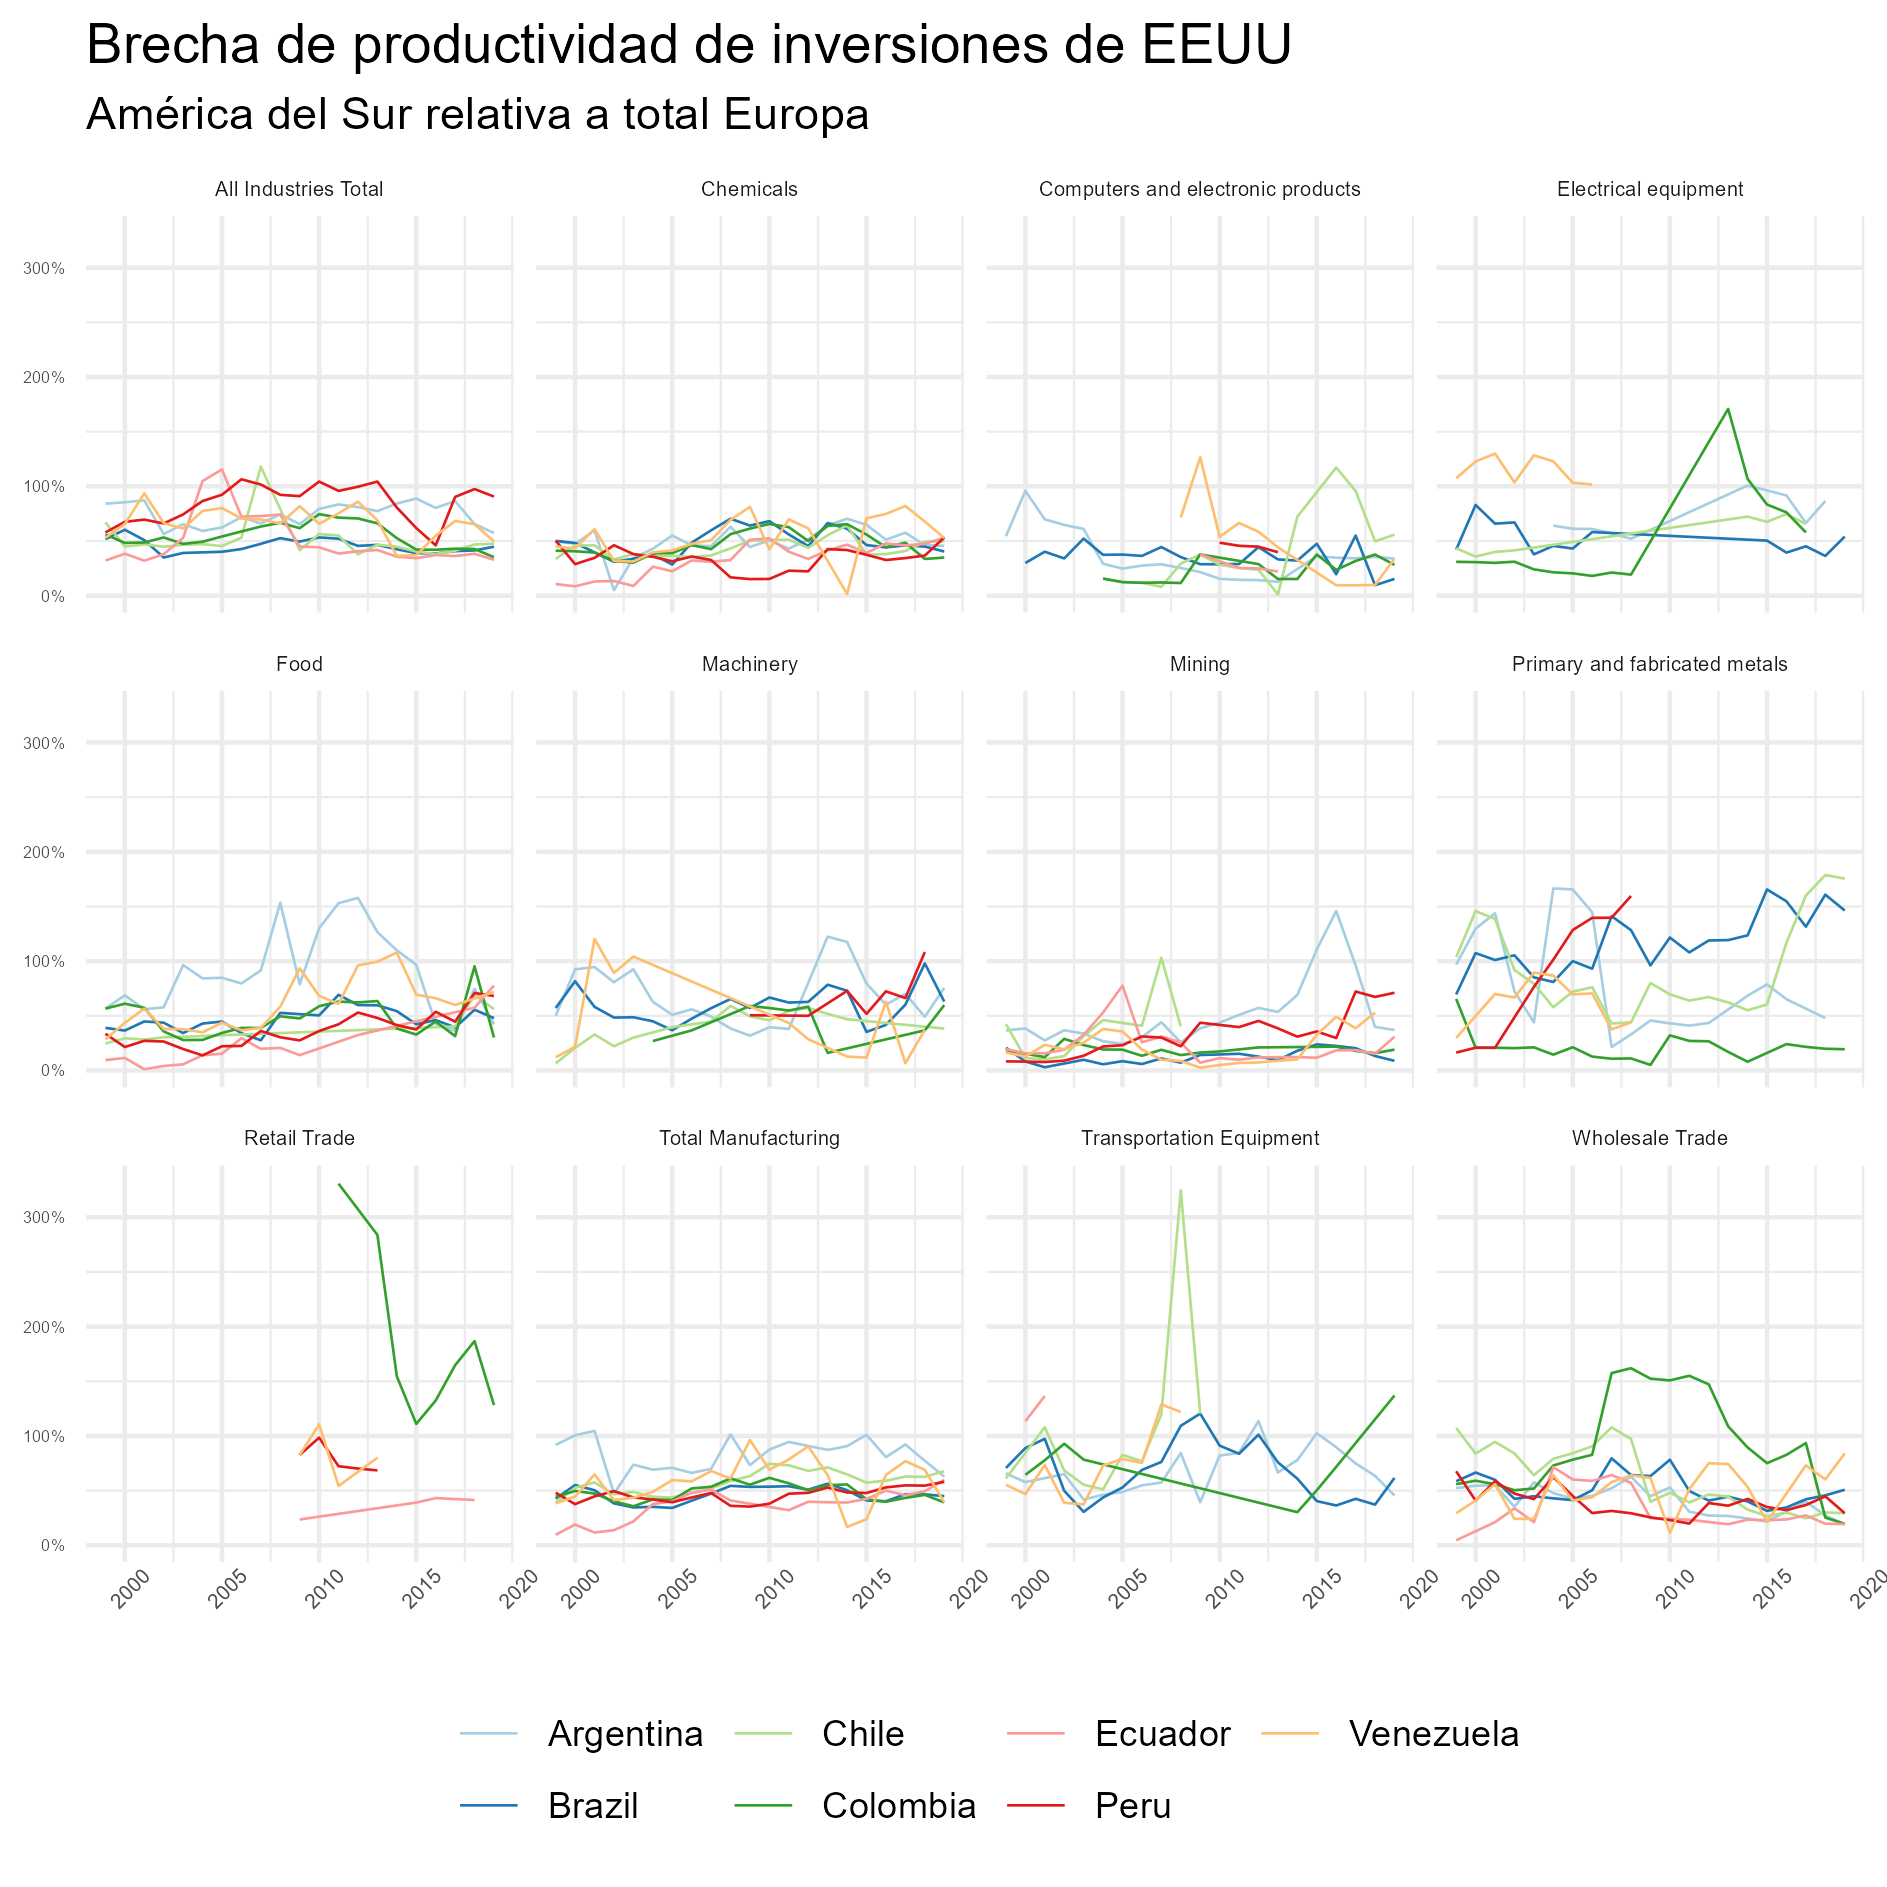 Brecha de productividad de inversiones de EEUU
América del Sur relativa a total Europa
All Industries Total
Chemicals
Computers and electronic products
Electrical equipment
300%
200%
100%
0%
Food
Machinery
Mining
Primary and fabricated metals
300%
200%
100%
0%
Retail Trade
Total Manufacturing
Transportation Equipment
Wholesale Trade
300%
200%
100%
0%
2000 2005 2010 2015 2020
2000 2005 2010 2015 2020
2000 2005 2010 2015 2020
2000 2005 2010 2015 2020
Argentina Chile Ecuador Venezuela
Brazil Colombia Peru